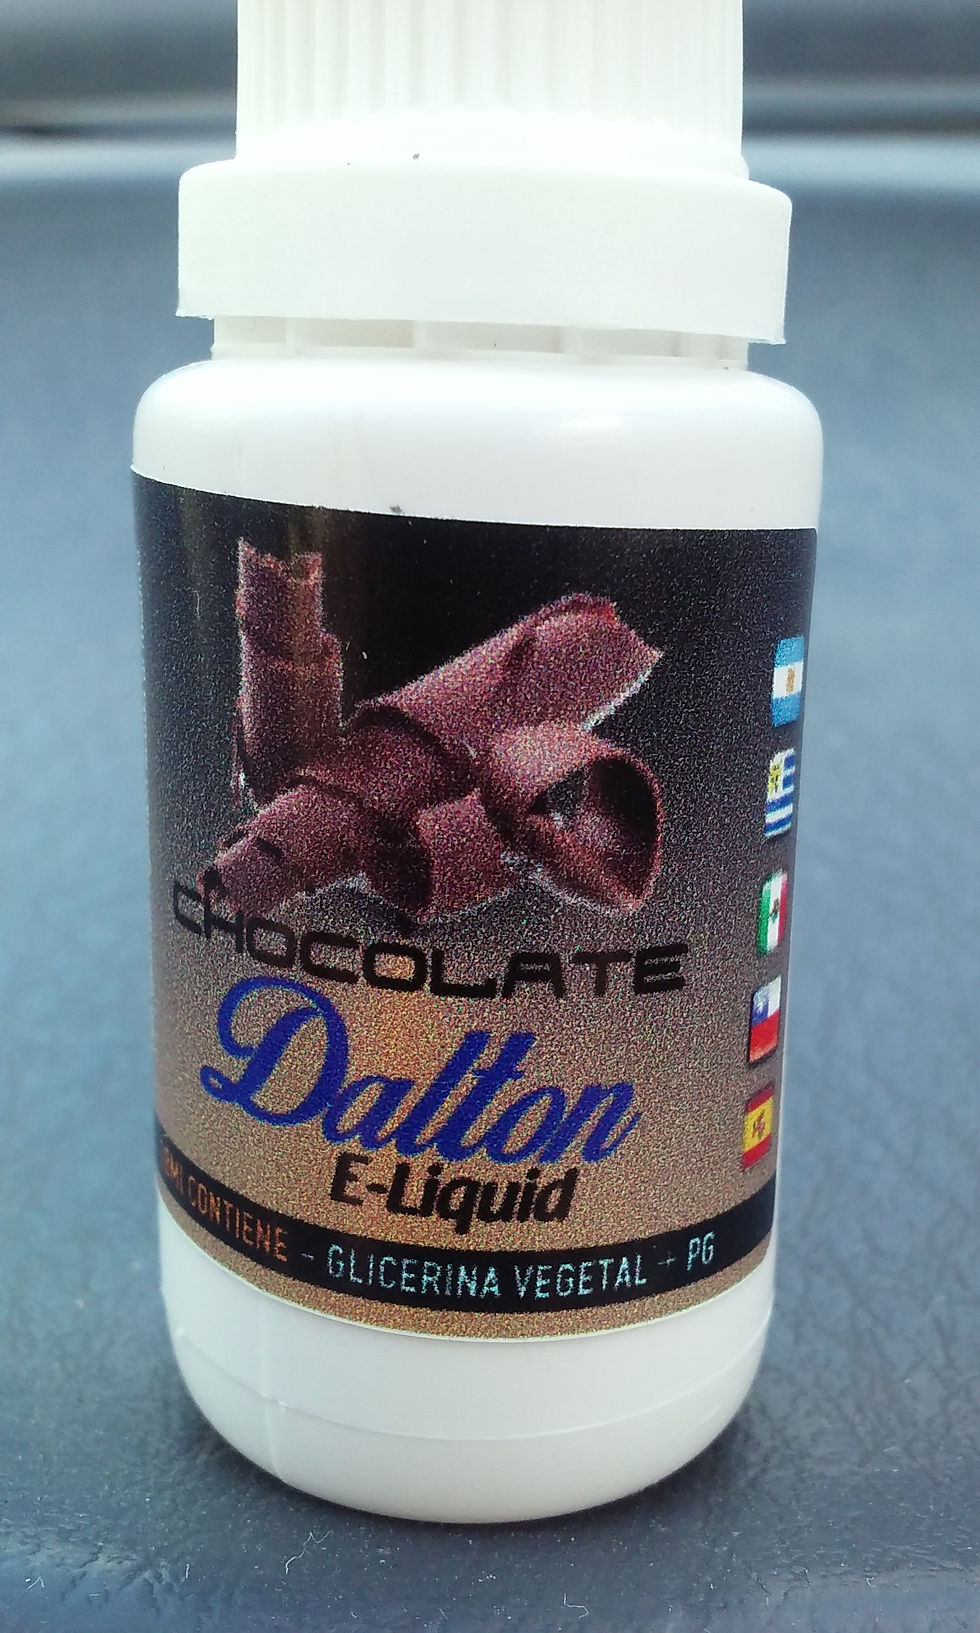 CHOCOLATE
Dalton
E-Liquid
CONTIENE - GLICERINA VEGETAL - PG